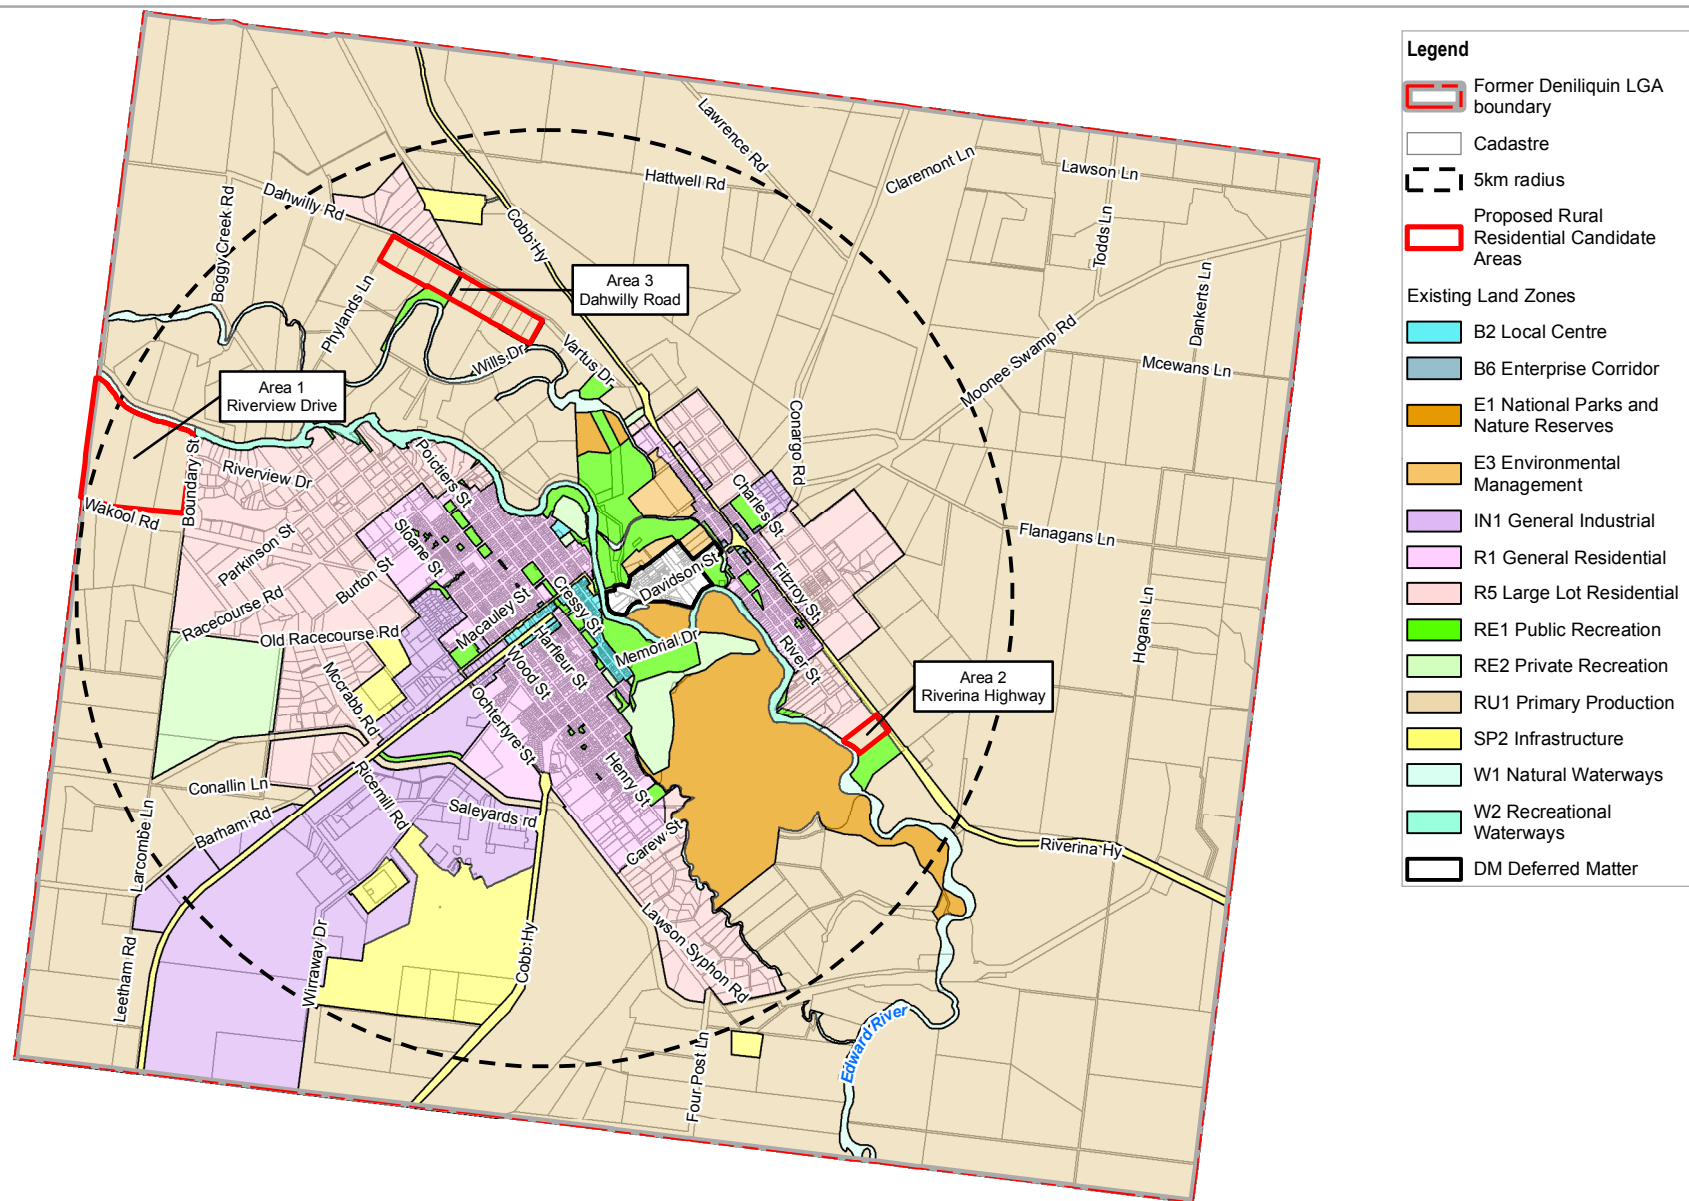 Legend
Former Deniliquin LGA
boundary
Cadastre
5km radius
Proposed Rural
Residential Candidate
Areas
Existing Land Zones
B2 Local Centre
B6 Enterprise Corridor
E1 National Parks and
Nature Reserves
E3 Environmental
Management
IN1 General Industrial
R1 General Residential
R5 Large Lot Residential
RE1 Public Recreation
RE2 Private Recreation
RU1 Primary Production
SP2 Infrastructure
W1 Natural Waterways
W2 Recreational
Waterways
DM Deferred Matter
Lawrence Rd
Hattwell Rd
Claremont Ln
Lawson Ln
Dahwilly Rd
Boggy Creek Rd
Cobb Hy
Todds Ln
Dankerts Ln
Area 3
Dahwilly Road
Phylands Ln
Wills Dr
Vartus Dr
Moonee Swamp Rd
Mcewans Ln
Area 1
Riverview Drive
Conargo Rd
Boundary St
Riverview Dr
Poictiers St
Charles St
Wakool Rd
Sloane St
Flanagans Ln
Parkinson St
Burton St
Davidson St
Fitzroy St
Cressy St
Macauley St
Racecourse Rd
Old Racecourse Rd
Harfleur St
Memorial Dr
Hogans Ln
Wood St
River St
Mccrabb Rd
Ochtertyre St
Area 2
Riverina Highway
Henry St
Conallin Ln
Ricemill Rd
Saleyards rd
Barham Rd
Larcombe Ln
Carew St
Riverina Hy
Leetham Rd
Wirraway Dr
Cobb Hy
Lawson Syphon Rd
Four Post Ln
Edward River